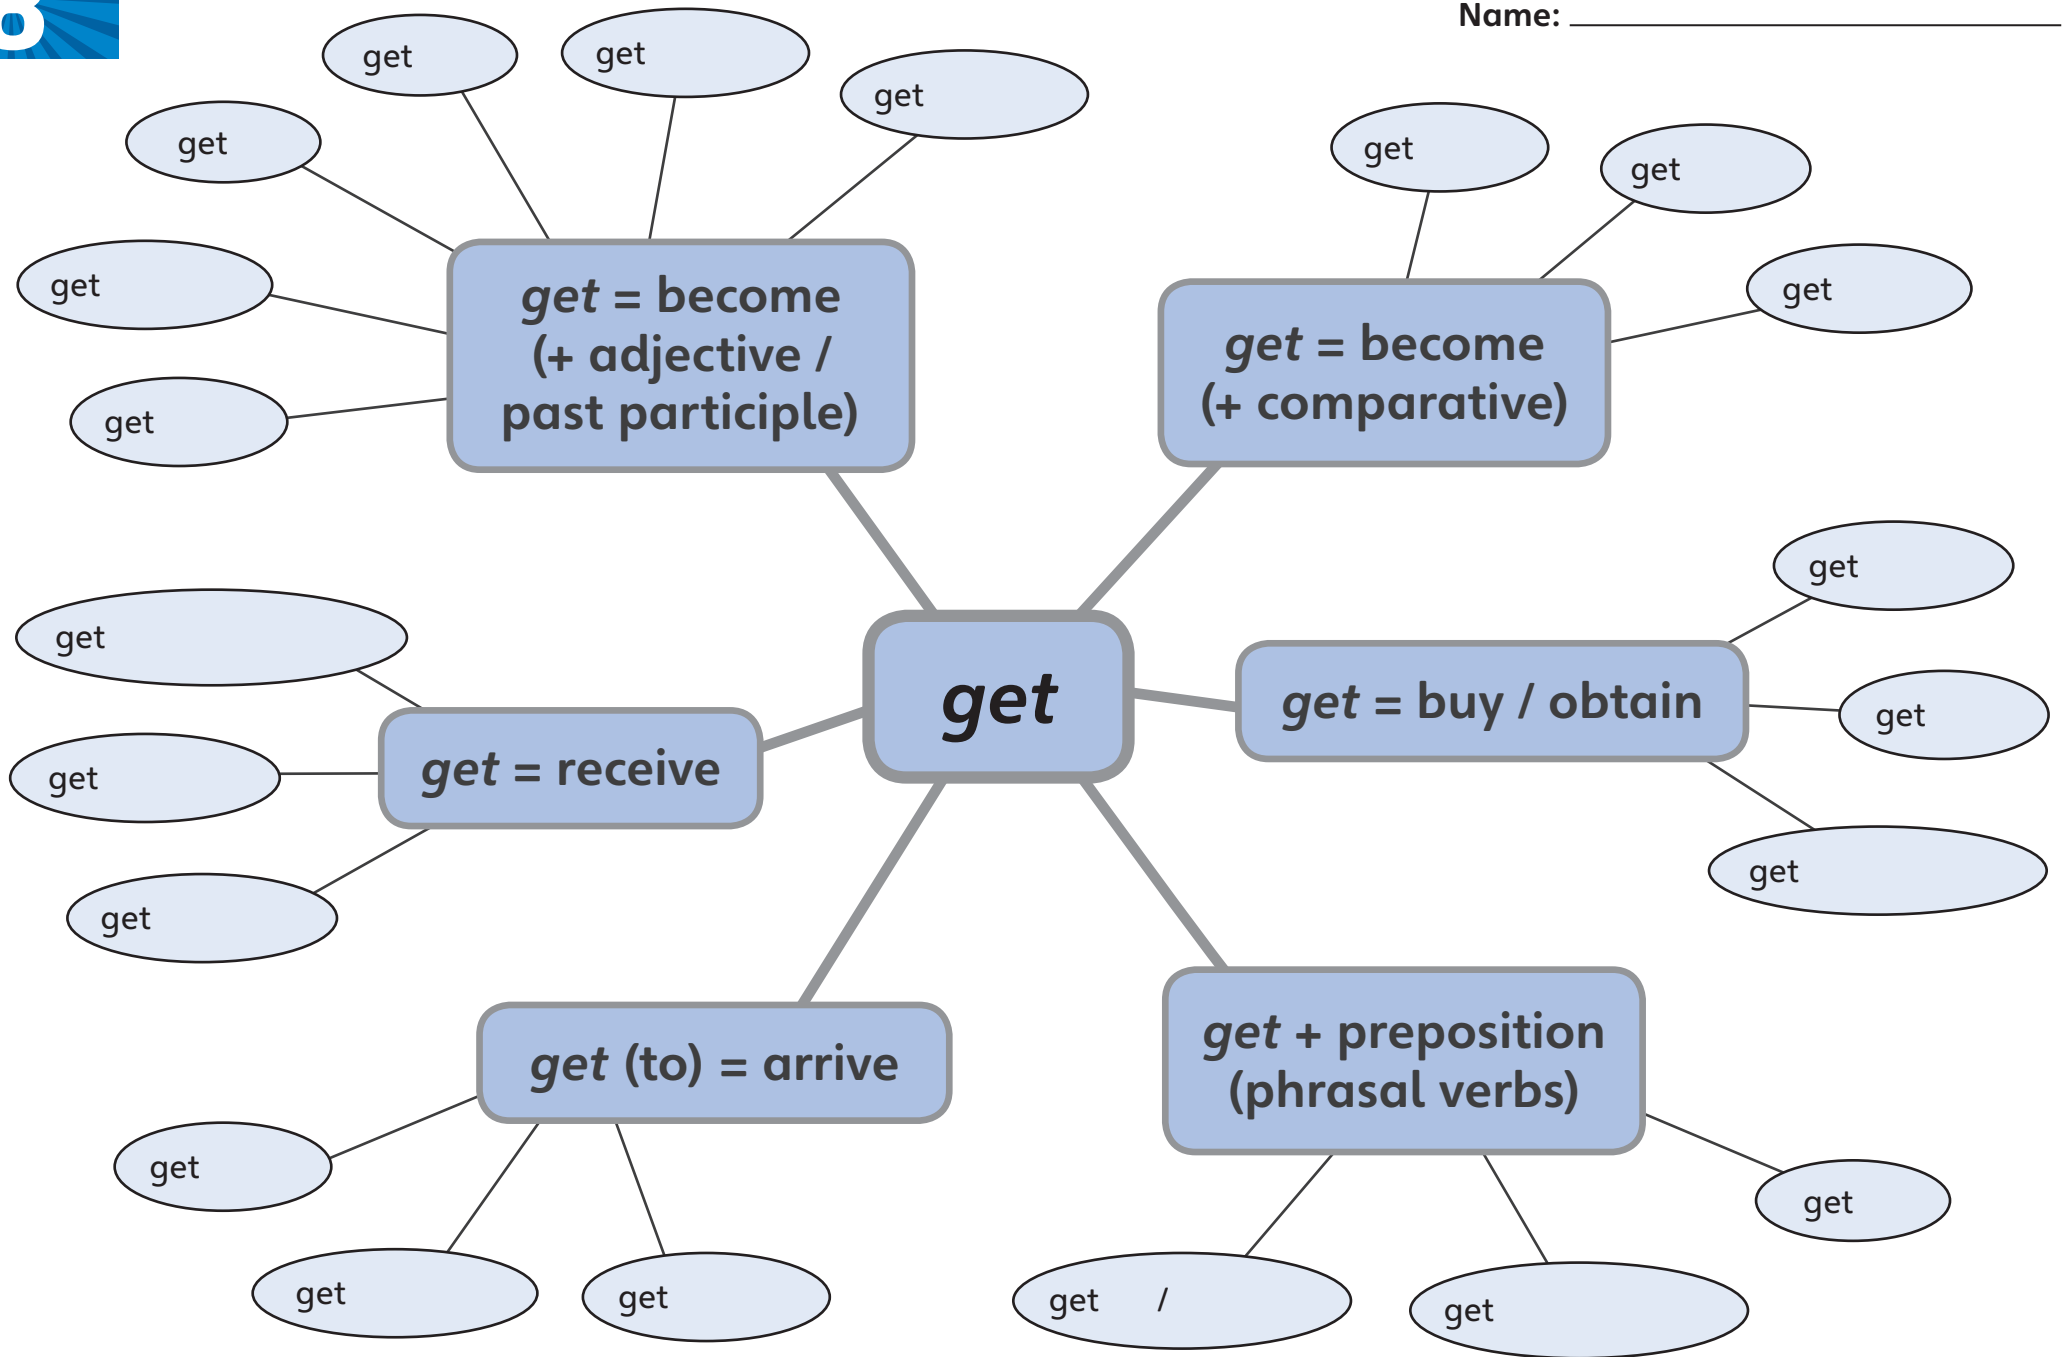 Name:
get
get
get
get
get
get
get = become
(+ adjective /
past participle)
get
get
get
get = become
(+ comparative)
get
get = buy / obtain
get
get
get
get
get = receive
get
get
get (to) = arrive
get
get
get
get + preposition
(phrasal verbs)
get /
get
get